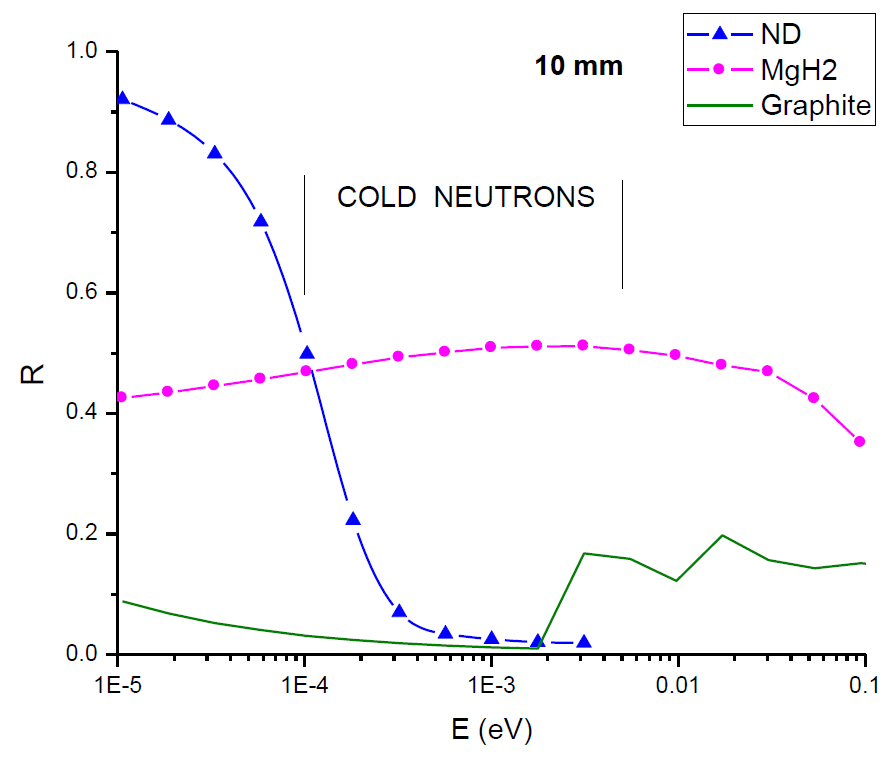 ND
MgH2
Graphite
10 mm
COLD NEUTRONS
1.0
0.8
0.6
0.4
0.2
0.0
R
1E-5
1E-4
1E-3
0.01
0.1
E (eV)